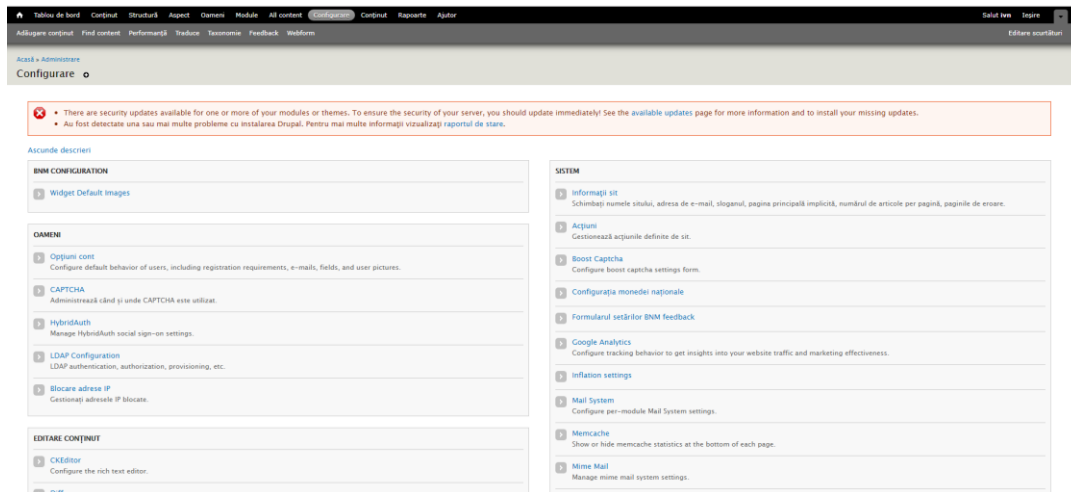 Tablou de bord Conținut Structură Aspect Oameni Module All content Configurare Conținut Rapoarte Ajutor Salut ivn Ieșire
Adăugare conținut Find content Performanță Traduce Taxonomie Feedback Webform Editare scurtături
Acasă » Administrare
Configurare
There are security updates available for one or more of your modules or themes. To ensure the security of your server, you should update immediately! See the available updates page for more information and to install your missing updates.
Au fost detectate una sau mai multe probleme cu instalarea Drupal. Pentru mai multe informații vizualizați raportul de stare.
Ascunde descrieri
BNM CONFIGURATION
Widget Default Images
OAMENI
Opțiuni cont
Configure default behavior of users, including registration requirements, e-mails, fields, and user pictures.
CAPTCHA
Administrează când și unde CAPTCHA este utilizat.
HybridAuth
Manage HybridAuth social sign-on settings.
LDAP Configuration
LDAP authentication, authorization, provisioning, etc.
Blocare adrese IP
Gestionați adresele IP blocate.
EDITARE CONȚINUT
CKEditor
Configure the rich text editor.
SISTEM
Informații sit
Schimbați numele sitului, adresa de e-mail, sloganul, pagina principală implicită, numărul de articole per pagină, paginile de eroare.
Acțiuni
Gestionează acțiunile definite de sit.
Boost Captcha
Configure boost captcha settings form.
Configurația monedei naționale
Formularul setărilor BNM feedback
Google Analytics
Configure tracking behavior to get insights into your website traffic and marketing effectiveness.
Inflation settings
Mail System
Configure per-module Mail System settings.
Memcache
Show or hide memcache statistics at the bottom of each page.
Mime Mail
Manage mime mail system settings.